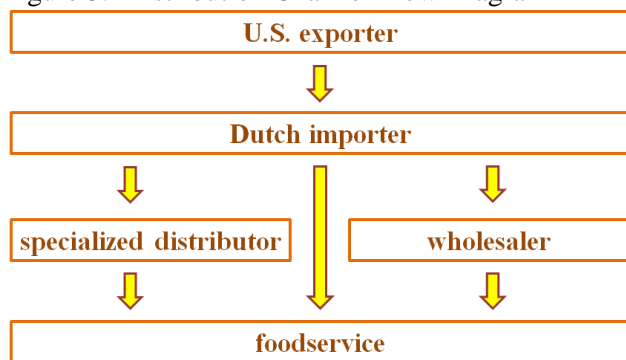 U.S. exporter
Dutch importer
specialized distributor
wholesaler
foodservice